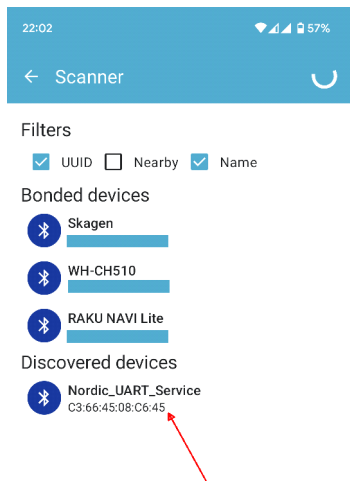 22:02
57%
Scanner
Filters
UUID Nearby Name
Bonded devices
Skagen
WH-CH510
RAKU NAVI Lite
Discovered devices
Nordic_UART_Service
C3:66:45:08:C6:45